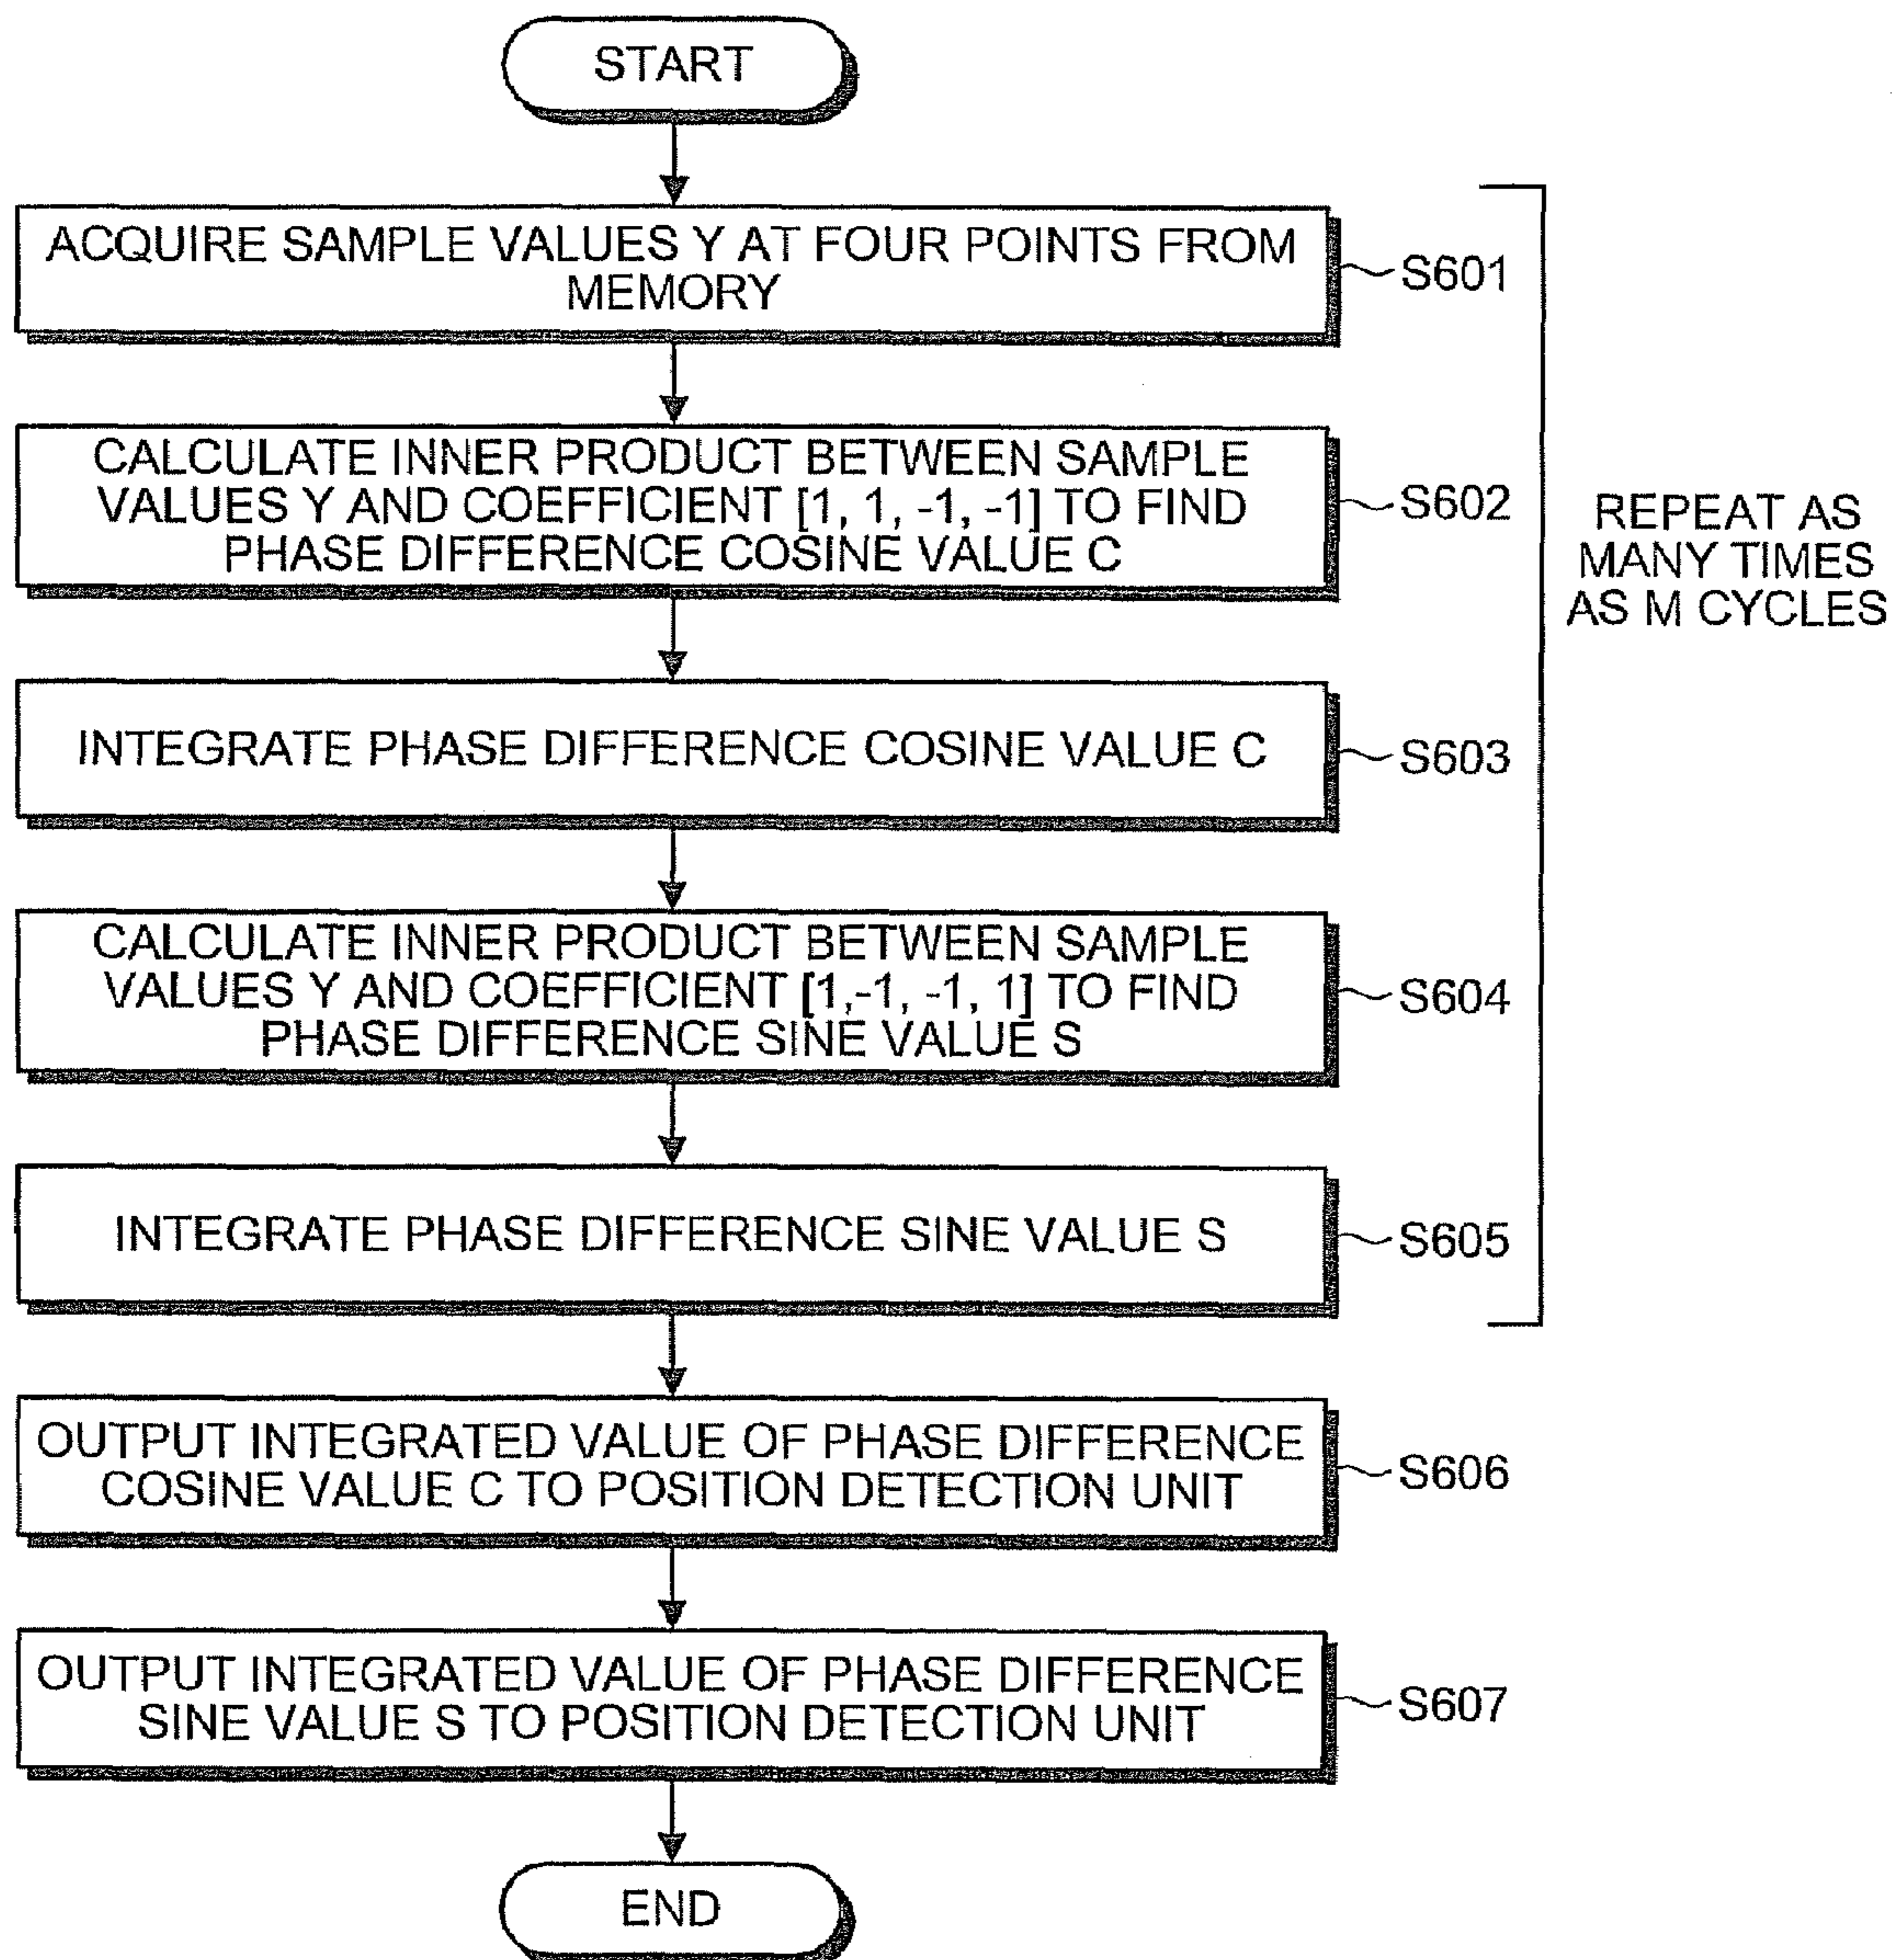 START
ACQUIRE SAMPLE VALUES Y AT FOUR POINTS FROM
MEMORY
S601
CALCULATE INNER PRODUCT BETWEEN SAMPLE
VALUES Y AND COEFFICIENT [1, 1, -1, -1] TO FIND
PHASE DIFFERENCE COSINE VALUE C
S602
REPEAT AS
MANY TIMES
AS M CYCLES
INTEGRATE PHASE DIFFERENCE COSINE VALUE C
S603
CALCULATE INNER PRODUCT BETWEEN SAMPLE
VALUES Y AND COEFFICIENT [1,-1, -1, 1] TO FIND
PHASE DIFFERENCE SINE VALUE S
S604
INTEGRATE PHASE DIFFERENCE SINE VALUE S
S605
OUTPUT INTEGRATED VALUE OF PHASE DIFFERENCE
COSINE VALUE C TO POSITION DETECTION UNIT
S606
OUTPUT INTEGRATED VALUE OF PHASE DIFFERENCE
SINE VALUE S TO POSITION DETECTION UNIT
S607
END